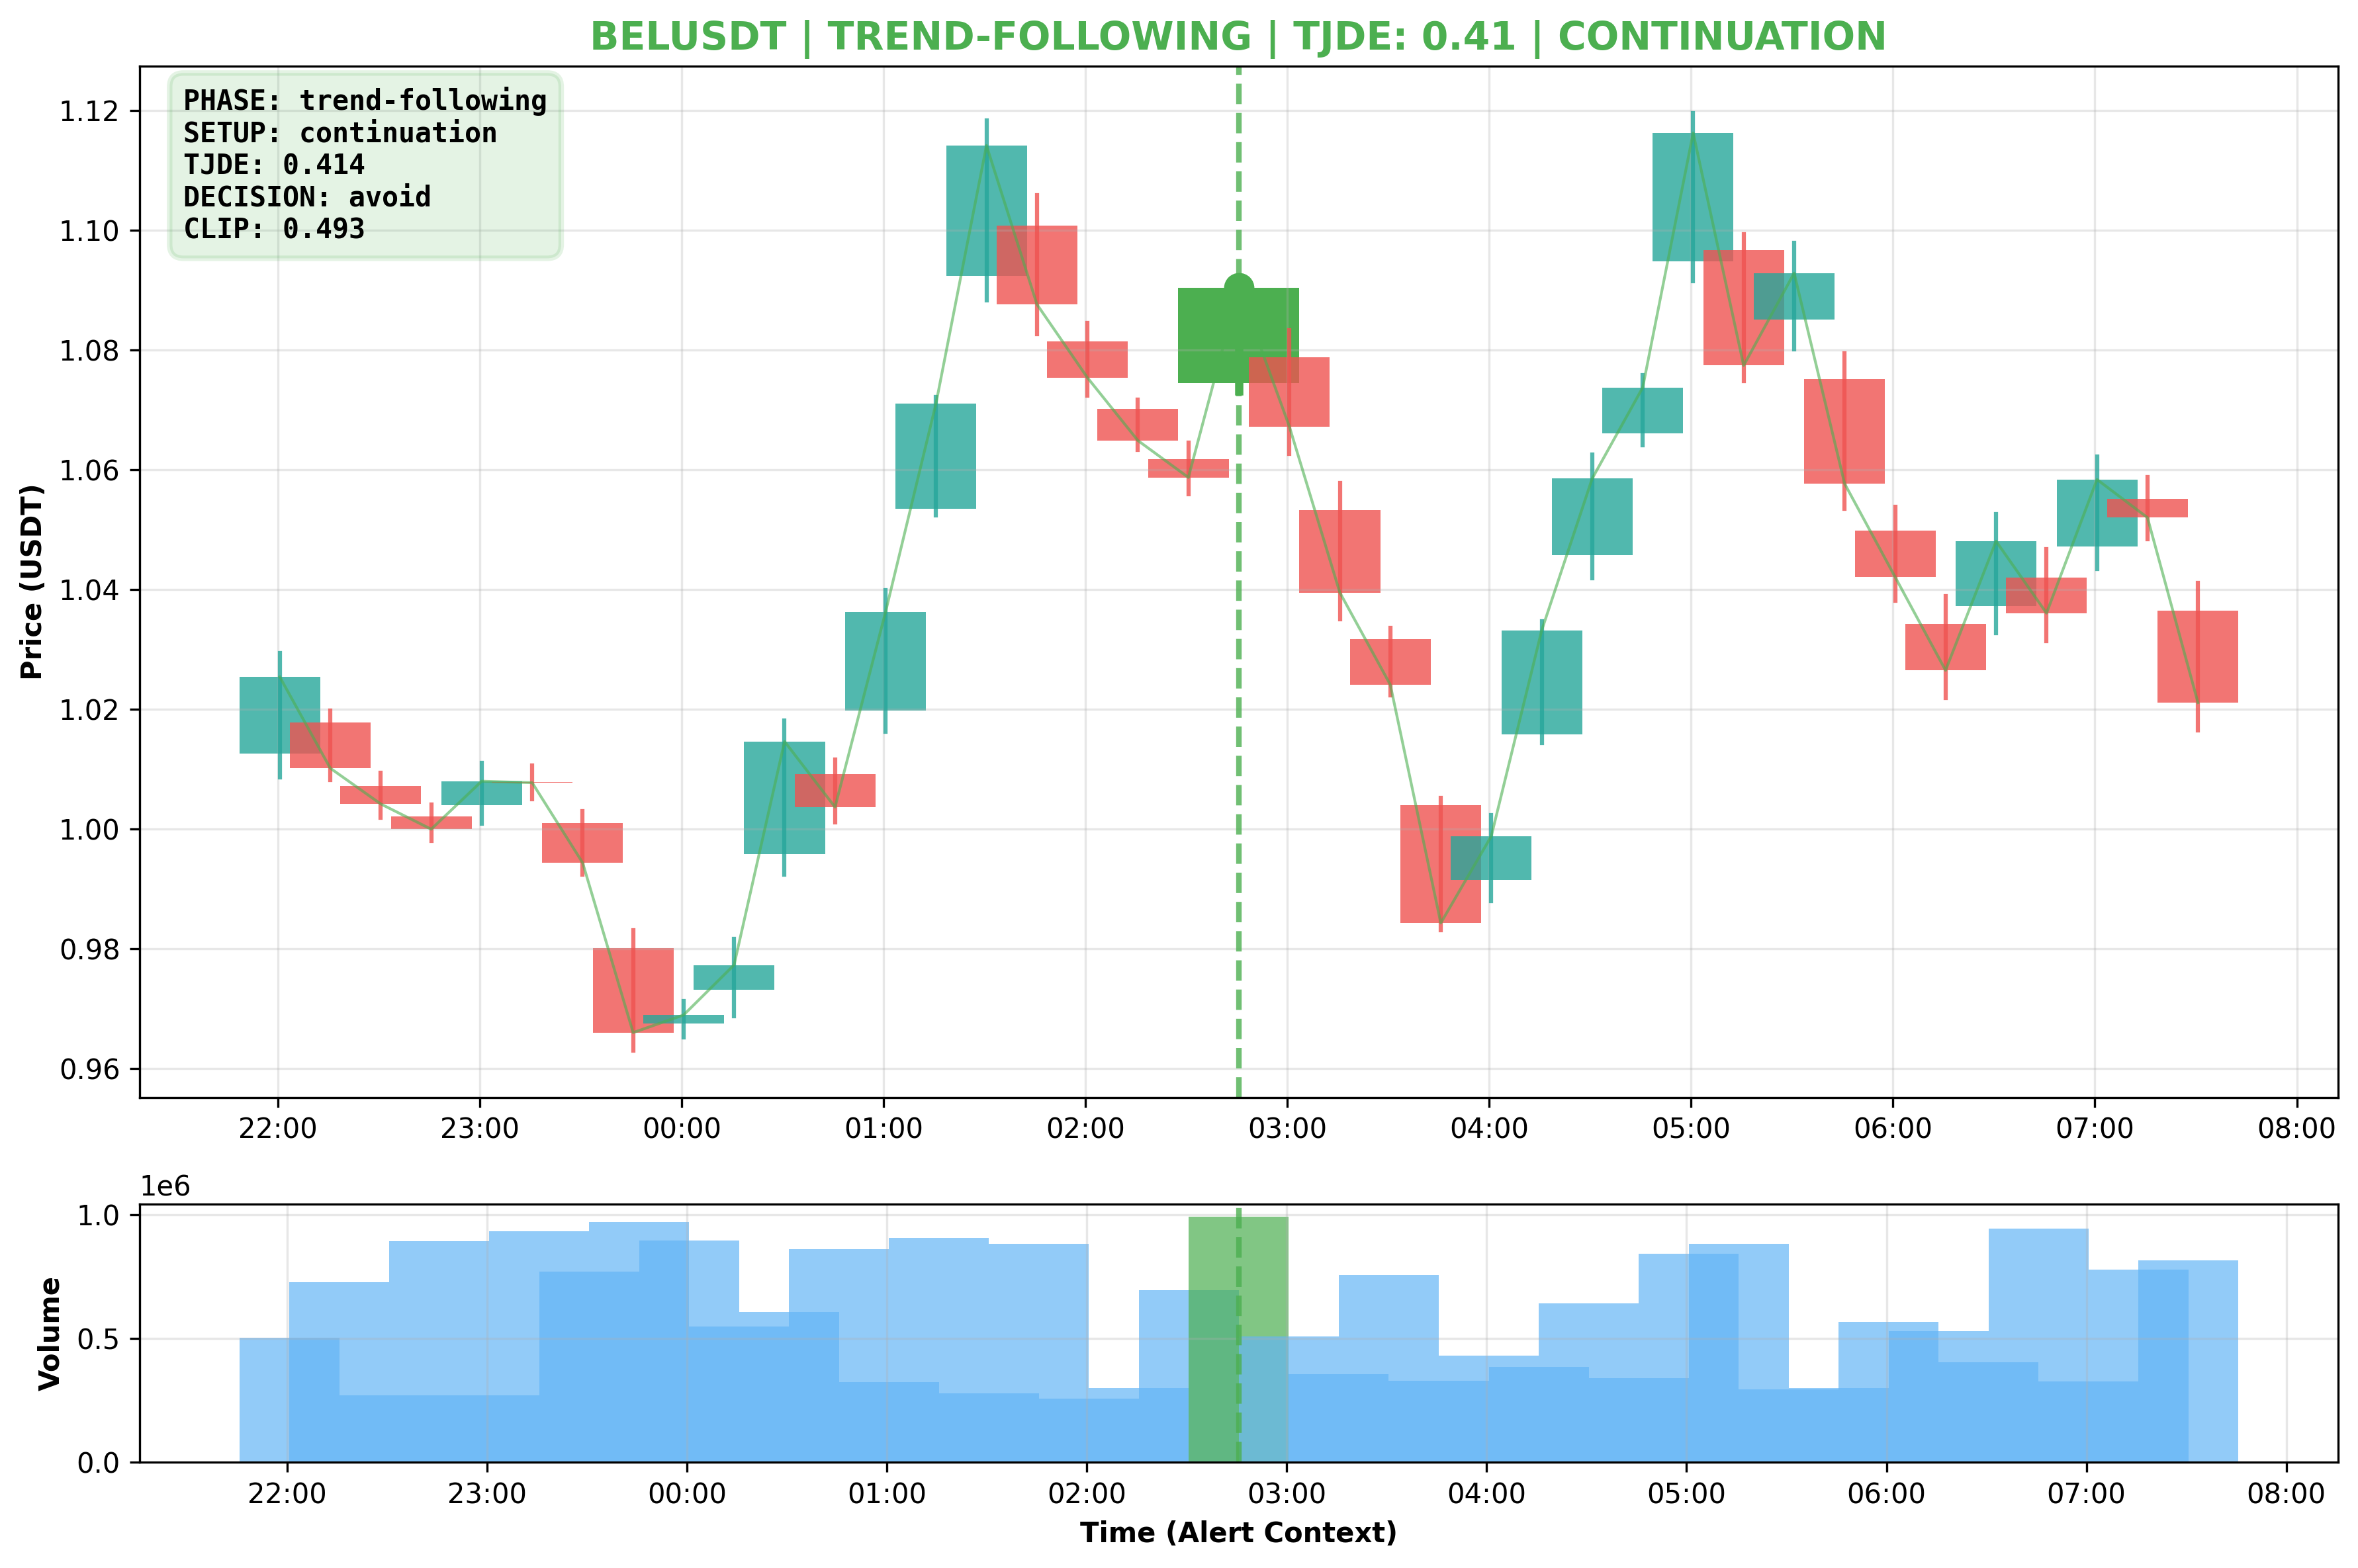 BELUSDT | TREND-FOLLOWING | TJDE: 0.41 | CONTINUATION
PHASE: trend-following
SETUP: continuation
TJDE: 0.414
DECISION: avoid
CLIP: 0.493
Price (USDT)
1.12
1.10
1.08
1.06
1.04
1.02
1.00
0.98
0.96
22:00 23:00 00:00 01:00 02:00 03:00 04:00 05:00 06:00 07:00 08:00
1e6
Volume
1.0
0.5
0.0
22:00 23:00 00:00 01:00 02:00 03:00 04:00 05:00 06:00 07:00 08:00
Time (Alert Context)